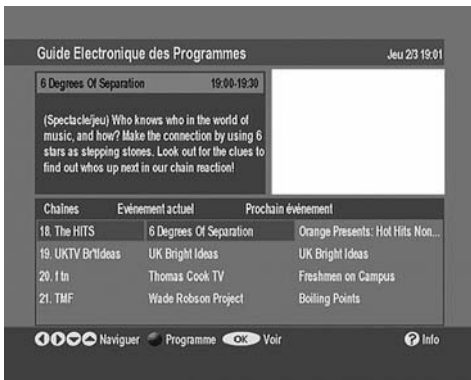 Guide Electronique des Programmes Jeu 2/3 19:01
6 Degrees Of Separation 19:00-19:30
(Spectacle/jeu) Who knows who in the world of
music, and how? Make the connection by using 6
stars as stepping stones. Look out for the clues to
find out whos up next in our chain reaction!
Chaînes Evénement actuel Prochain événement
18. The HITS 6 Degrees Of Separation Orange Presents: Hot Hits Non...
19. UKTV Br'tIdeas UK Bright Ideas UK Bright Ideas
20. f tn Thomas Cook TV Freshmen on Campus
21. TMF Wade Robson Project Boiling Points
Naviguer Programme OK Voir ? Info